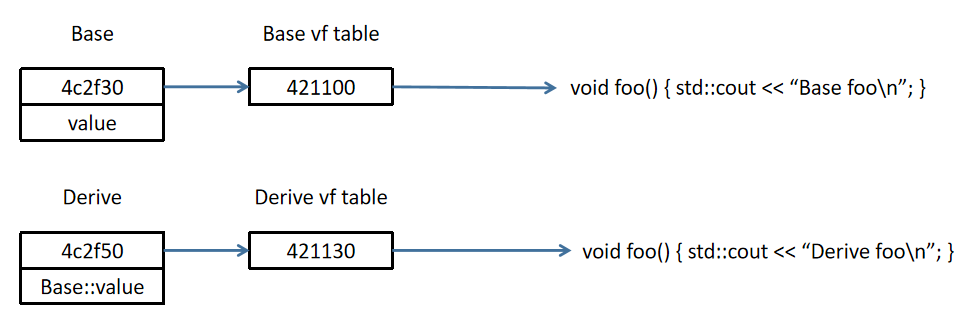 Base Base vf table
4c2f30 421100 void foo() { std::cout << “Base foo\n”; }
value
Derive Derive vf table
4c2f50 421130 void foo() { std::cout << “Derive foo\n”; }
Base::value